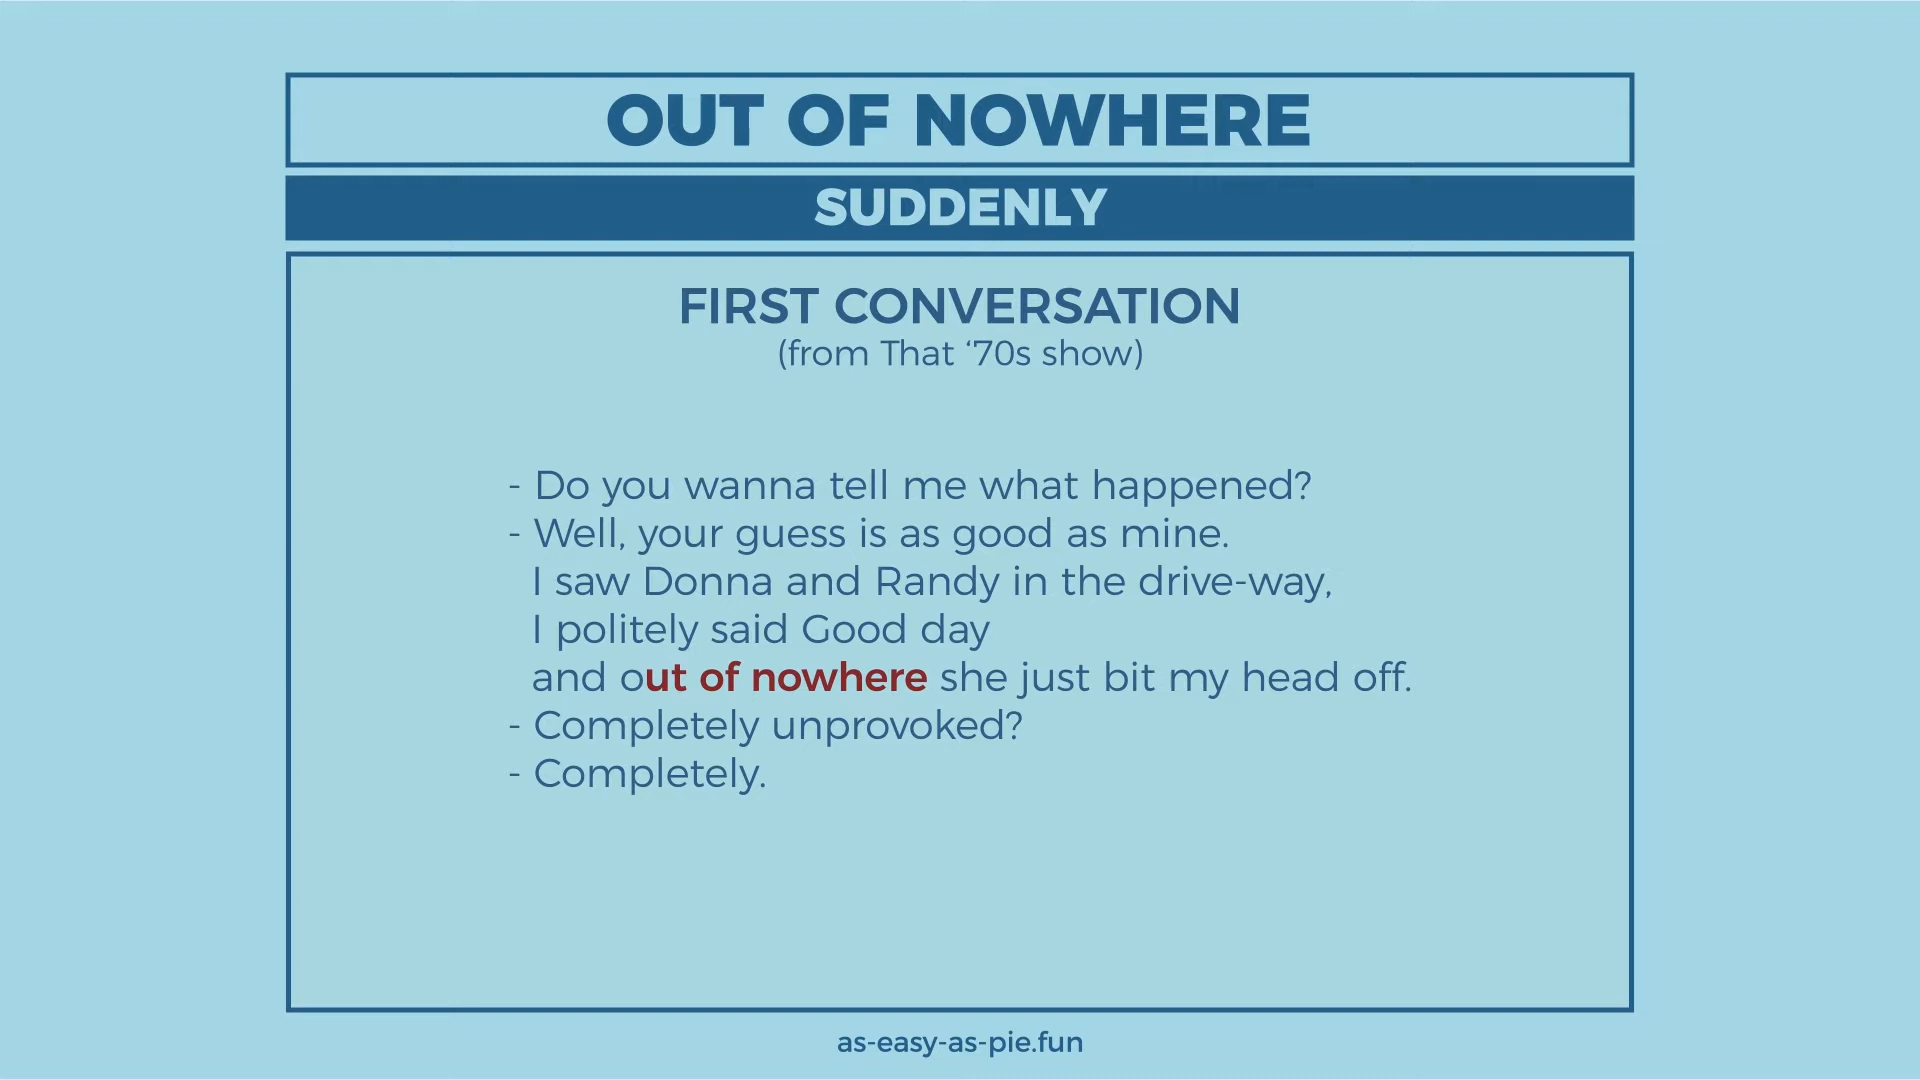 OUT OF NOWHERE
SUDDENLY
FIRST CONVERSATION
(from That ‘70s show)
- Do you wanna tell me what happened?
- Well, your guess is as good as mine.
I saw Donna and Randy in the drive-way,
I politely said Good day
and out of nowhere she just bit my head off.
- Completely unprovoked?
- Completely.
as-easy-as-pie.fun